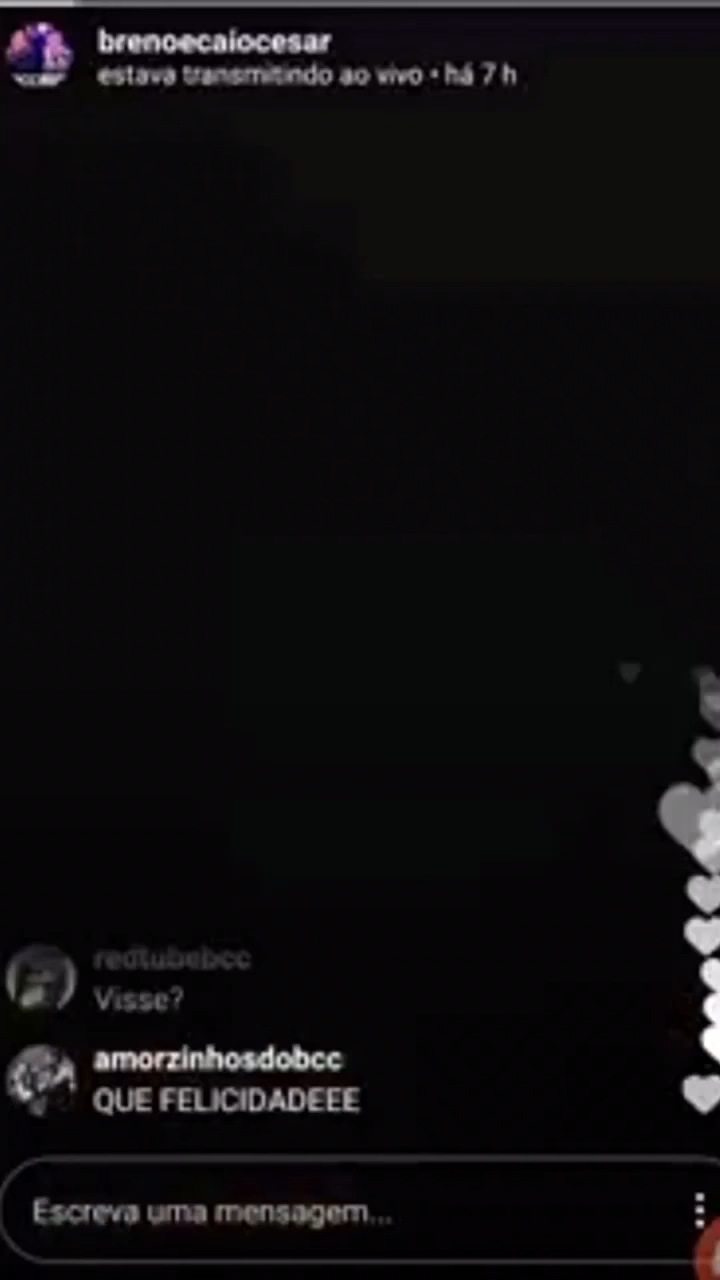 brenoecaiocesar
estava transmitindo ao vivo • há 7 h
redtubebcc
Visse?
amorzinhosdobcc
QUE FELICIDADEEE
Escreva uma mensagem...